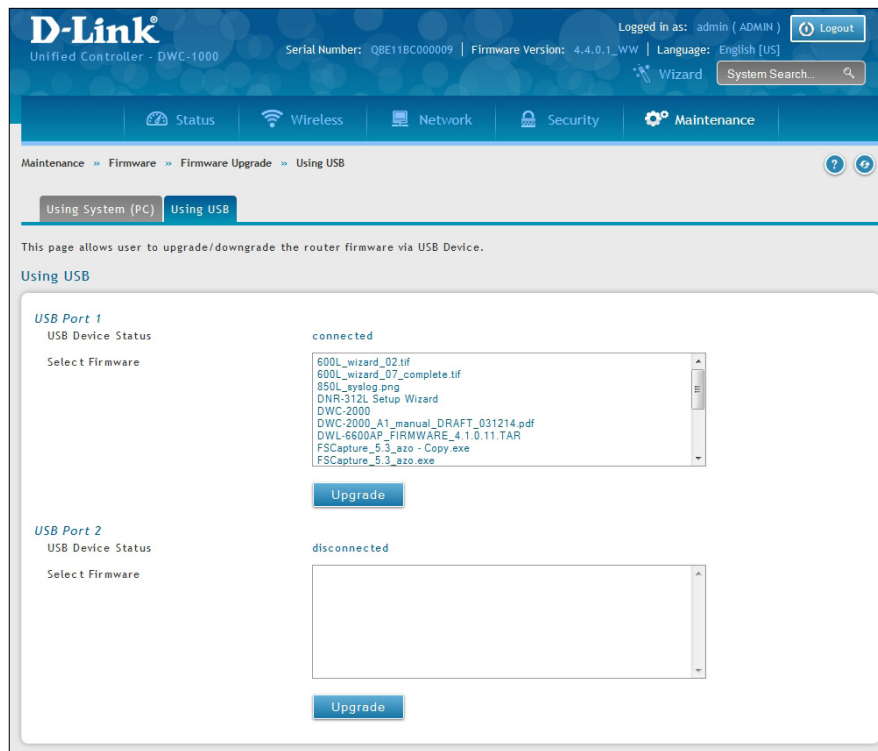 D-Link®
Unified Controller - DWC-1000
Logged in as: admin ( ADMIN ) Logout
Serial Number: QBE11BC000009 | Firmware Version: 4.4.0.1_WW | Language: English [US]
Wizard System Search...
Status Wireless Network Security Maintenance
Maintenance » Firmware » Firmware Upgrade » Using USB ?
Using System (PC) Using USB
This page allows user to upgrade/downgrade the router firmware via USB Device.
Using USB
USB Port 1
USB Device Status connected
Select Firmware
600L_wizard_02.tif
600L_wizard_07_complete.tif
850L_syslog.png
DNR-312L Setup Wizard
DWC-2000
DWC-2000_A1_manual_DRAFT_031214.pdf
DWL-6600AP_FIRMWARE_4.1.0.11.TAR
FSCapture_5.3_azo - Copy.exe
FSCapture_5.3_azo.exe
Upgrade
USB Port 2
USB Device Status disconnected
Select Firmware
Upgrade